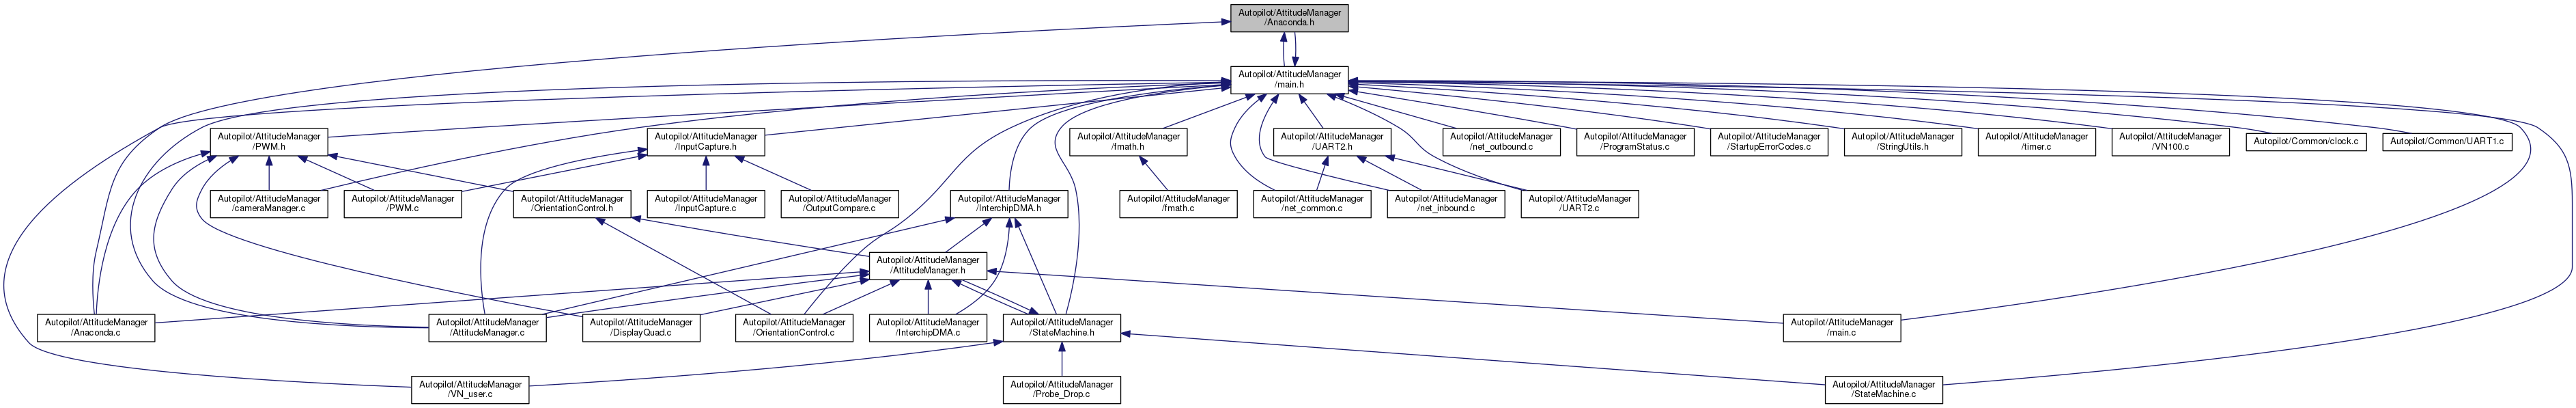 Autopilot/AttitudeManager
/Anaconda.h
Autopilot/AttitudeManager
/main.h
Autopilot/AttitudeManager
/PWM.h
Autopilot/AttitudeManager
/InputCapture.h
Autopilot/AttitudeManager
/fmath.h
Autopilot/AttitudeManager
/UART2.h
Autopilot/AttitudeManager
/net_outbound.c
Autopilot/AttitudeManager
/ProgramStatus.c
Autopilot/AttitudeManager
/StartupErrorCodes.c
Autopilot/AttitudeManager
/StringUtils.h
Autopilot/AttitudeManager
/timer.c
Autopilot/AttitudeManager
/VN100.c
Autopilot/Common/clock.c
Autopilot/Common/UART1.c
Autopilot/AttitudeManager
/cameraManager.c
Autopilot/AttitudeManager
/PWM.c
Autopilot/AttitudeManager
/OrientationControl.h
Autopilot/AttitudeManager
/InputCapture.c
Autopilot/AttitudeManager
/OutputCompare.c
Autopilot/AttitudeManager
/InterchipDMA.h
Autopilot/AttitudeManager
/fmath.c
Autopilot/AttitudeManager
/net_common.c
Autopilot/AttitudeManager
/net_inbound.c
Autopilot/AttitudeManager
/UART2.c
Autopilot/AttitudeManager
/AttitudeManager.h
Autopilot/AttitudeManager
/Anaconda.c
Autopilot/AttitudeManager
/AttitudeManager.c
Autopilot/AttitudeManager
/DisplayQuad.c
Autopilot/AttitudeManager
/OrientationControl.c
Autopilot/AttitudeManager
/InterchipDMA.c
Autopilot/AttitudeManager
/StateMachine.h
Autopilot/AttitudeManager
/main.c
Autopilot/AttitudeManager
/VN_user.c
Autopilot/AttitudeManager
/Probe_Drop.c
Autopilot/AttitudeManager
/StateMachine.c